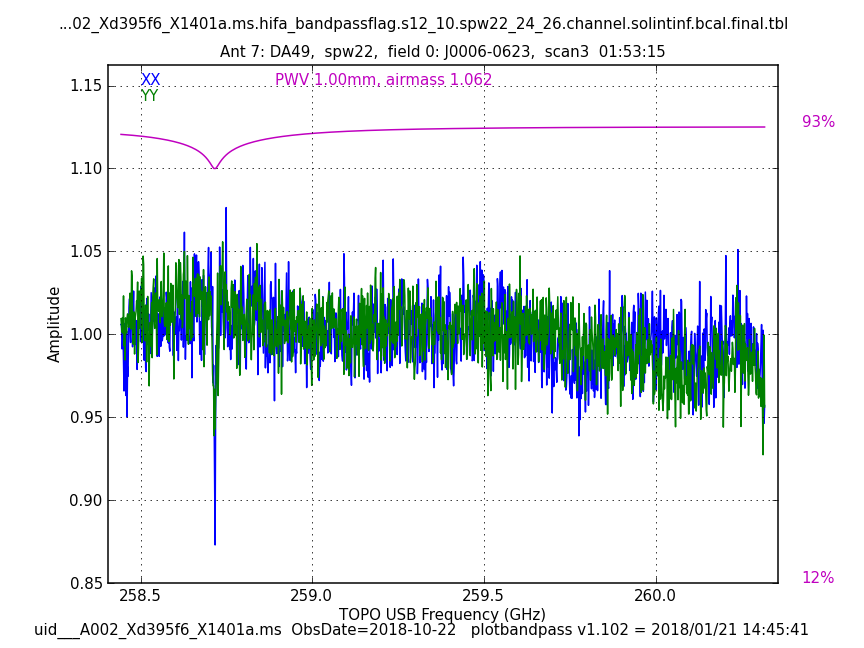 ...02_Xd395f6_X1401a.ms.hifa_bandpassflag.s12_10.spw22_24_26.channel.solintinf.bcal.final.tbl
Ant 7: DA49,  spw22,  field 0: J0006-0623,  scan3  01:53:15
XX
PWV 1.00mm, airmass 1.062
YY
1.15
1.10
1.05
1.00
0.95
0.90
0.85
Amplitude
93%
12%
258.5
259.0
259.5
260.0
TOPO USB Frequency (GHz)
uid___A002_Xd395f6_X1401a.ms  ObsDate=2018-10-22   plotbandpass v1.102 = 2018/01/21 14:45:41